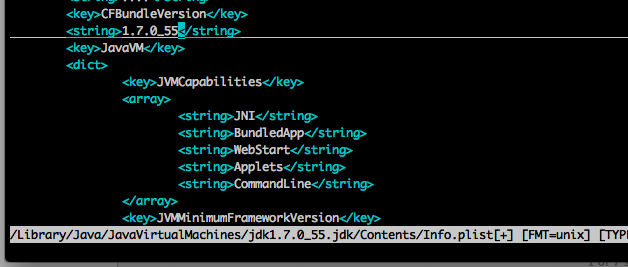 <key>CFBundleVersion</key>
<string>1.7.0_55</string>
<key>JavaVM</key>
<dict>
<key>JVMCapabilities</key>
<array>
<string>JNI</string>
<string>BundledApp</string>
<string>WebStart</string>
<string>Applets</string>
<string>CommandLine</string>
</array>
<key>JVMMinimumFrameworkVersion</key>
/Library/Java/JavaVirtualMachines/jdk1.7.0_55.jdk/Contents/Info.plist[+] [FMT=unix] [TYP